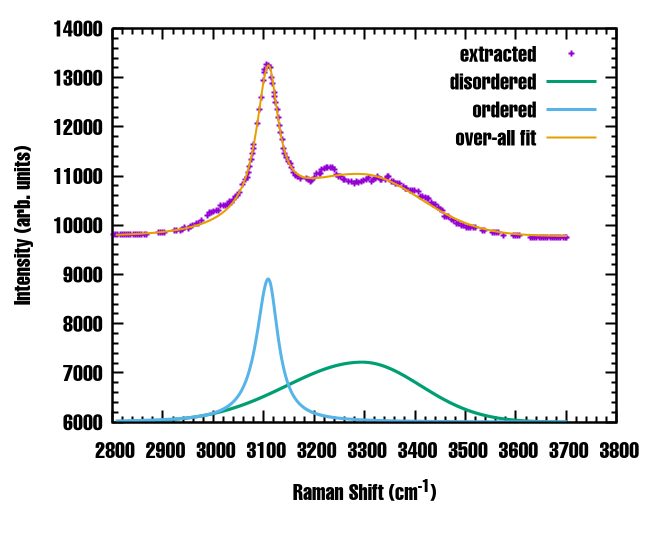 14000
13000
12000
11000
10000
9000
8000
7000
6000
Intensity (arb. units)
extracted
disordered
ordered
over-all fit
2800 2900 3000 3100 3200 3300 3400 3500 3600 3700 3800
Raman Shift (cm⁻¹)